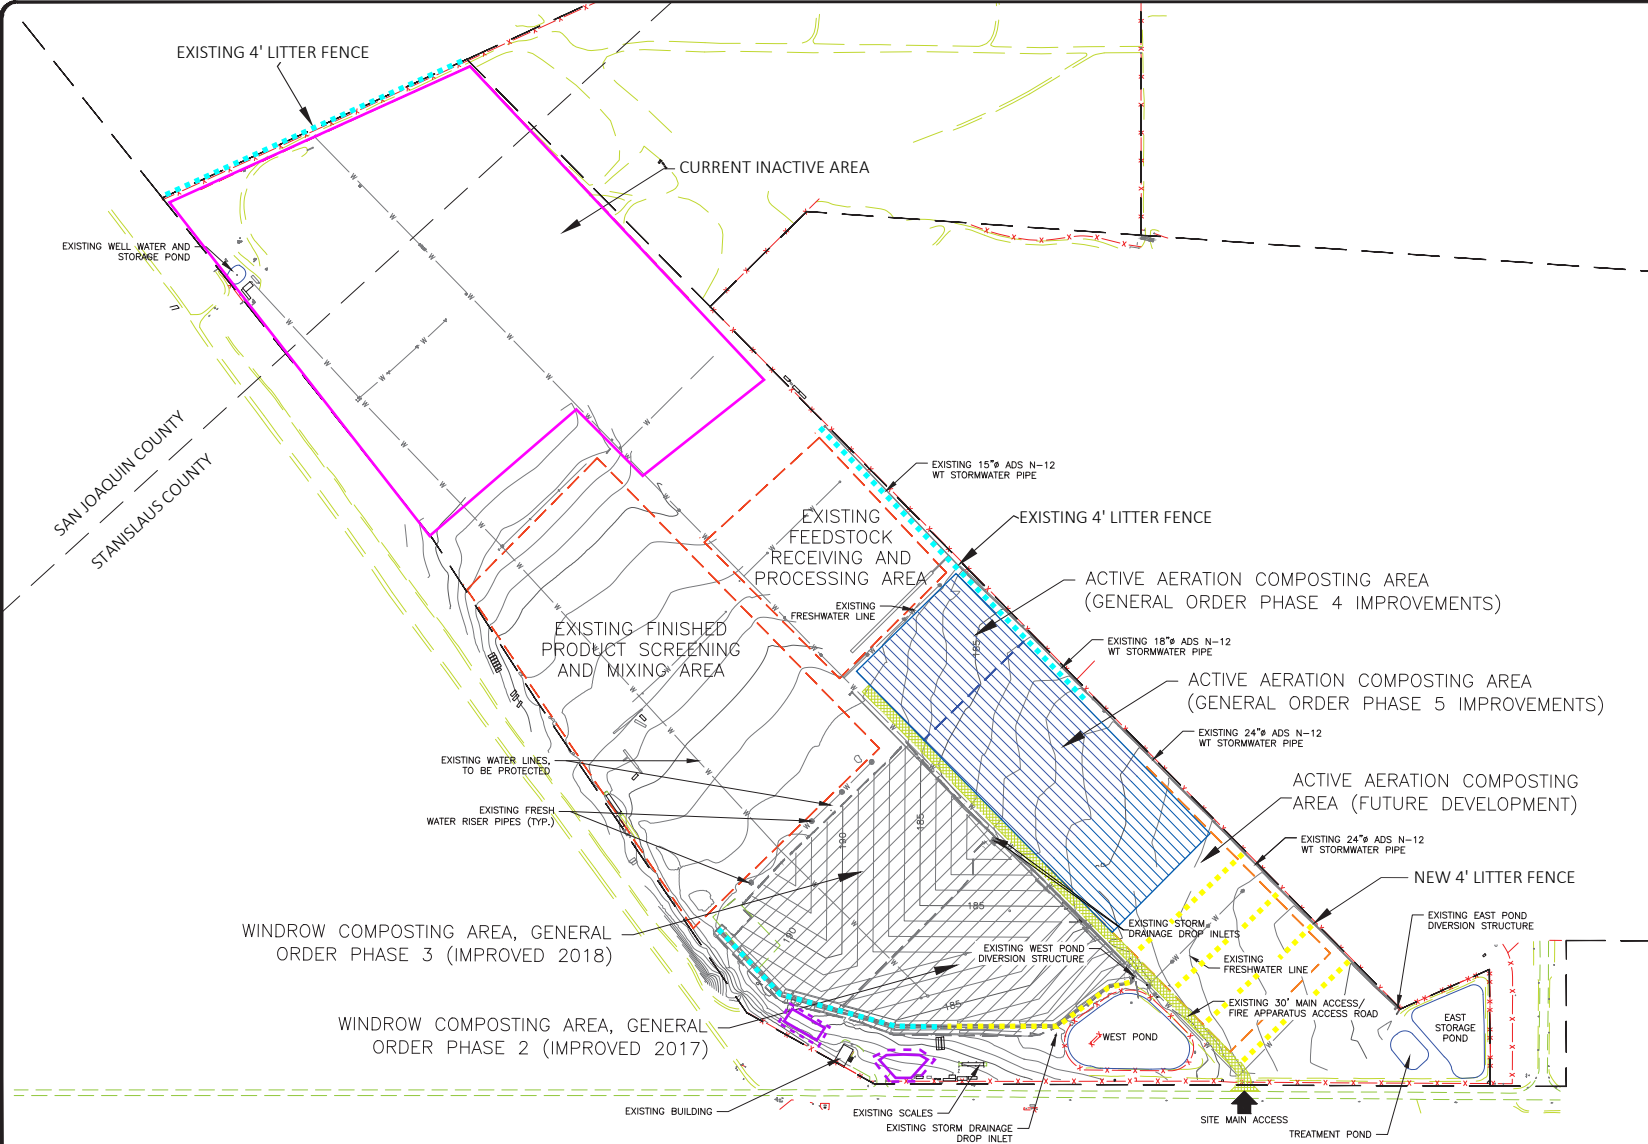 EXISTING 4' LITTER FENCE
CURRENT INACTIVE AREA
EXISTING WELL WATER AND
STORAGE POND
SAN JOAQUIN COUNTY
STANISLAUS COUNTY
EXISTING 15"ø ADS N-12
WT STORMWATER PIPE
EXISTING 4' LITTER FENCE
EXISTING
FEEDSTOCK
RECEIVING AND
PROCESSING AREA
ACTIVE AERATION COMPOSTING AREA
(GENERAL ORDER PHASE 4 IMPROVEMENTS)
EXISTING
FRESHWATER LINE
EXISTING FINISHED
PRODUCT SCREENING
AND MIXING AREA
185
EXISTING 18"ø ADS N-12
WT STORMWATER PIPE
ACTIVE AERATION COMPOSTING AREA
(GENERAL ORDER PHASE 5 IMPROVEMENTS)
EXISTING 24"ø ADS N-12
WT STORMWATER PIPE
EXISTING WATER LINES,
TO BE PROTECTED
ACTIVE AERATION COMPOSTING
AREA (FUTURE DEVELOPMENT)
EXISTING FRESH
WATER RISER PIPES (TYP.)
190
185
EXISTING 24"ø ADS N-12
WT STORMWATER PIPE
NEW 4' LITTER FENCE
185
190
EXISTING STORM
DRAINAGE DROP INLETS
EXISTING EAST POND
DIVERSION STRUCTURE
WINDROW COMPOSTING AREA, GENERAL
ORDER PHASE 3 (IMPROVED 2018)
EXISTING WEST POND
DIVERSION STRUCTURE
EXISTING
FRESHWATER LINE
185
EXISTING 30' MAIN ACCESS/
FIRE APPARATUS ACCESS ROAD
WINDROW COMPOSTING AREA, GENERAL
ORDER PHASE 2 (IMPROVED 2017)
WEST POND
EAST
STORAGE
POND
EXISTING BUILDING
EXISTING SCALES
EXISTING STORM DRAINAGE
DROP INLET
SITE MAIN ACCESS
TREATMENT POND